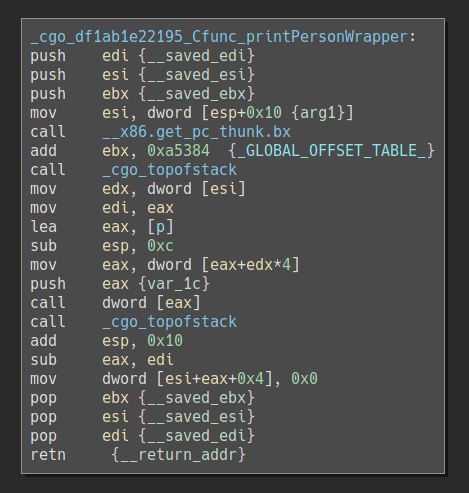 _cgo_df1ab1e22195_Cfunc_printPersonWrapper:
push    edi {__saved_edi}
push    esi {__saved_esi}
push    ebx {__saved_ebx}
mov     esi, dword [esp+0x10 {arg1}]
call    __x86.get_pc_thunk.bx
add     ebx, 0xa5384  {_GLOBAL_OFFSET_TABLE_}
call    _cgo_topofstack
mov     edx, dword [esi]
mov     edi, eax
lea     eax, [p]
sub     esp, 0xc
mov     eax, dword [eax+edx*4]
push    eax {var_1c}
call    dword [eax]
call    _cgo_topofstack
add     esp, 0x10
sub     eax, edi
mov     dword [esi+eax+0x4], 0x0
pop     ebx {__saved_ebx}
pop     esi {__saved_esi}
pop     edi {__saved_edi}
retn     {__return_addr}